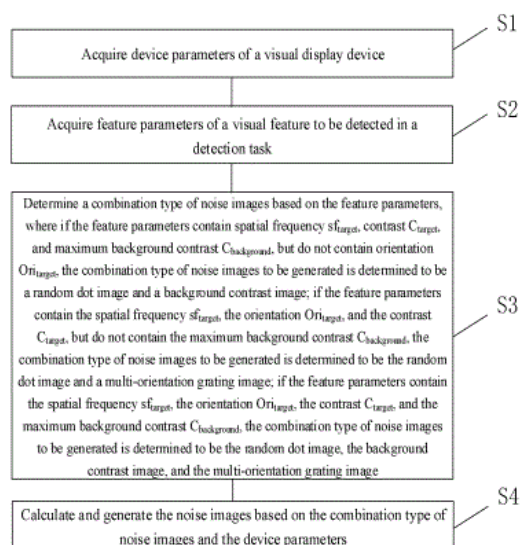 S1
Acquire device parameters of a visual display device
S2
Acquire feature parameters of a visual feature to be detected in a
detection task
Determine a combination type of noise images based on the feature parameters,
where if the feature parameters contain spatial frequency sftarget, contrast Ctarget,
and maximum background contrast Cbackground, but do not contain orientation
Oritarget, the combination type of noise images to be generated is determined to be
a random dot image and a background contrast image; if the feature parameters
contain the spatial frequency sftarget, the orientation Oritarget, and the contrast
Ctarget, but do not contain the maximum background contrast Cbackground, the
combination type of noise images to be generated is determined to be the random
dot image and a multi-orientation grating image; if the feature parameters contain
the spatial frequency sftarget, the orientation Oritarget, the contrast Ctarget, and the
maximum background contrast Cbackground, the combination type of noise images
to be generated is determined to be the random dot image, the background
contrast image, and the multi-orientation grating image
S3
S4
Calculate and generate the noise images based on the combination type of
noise images and the device parameters